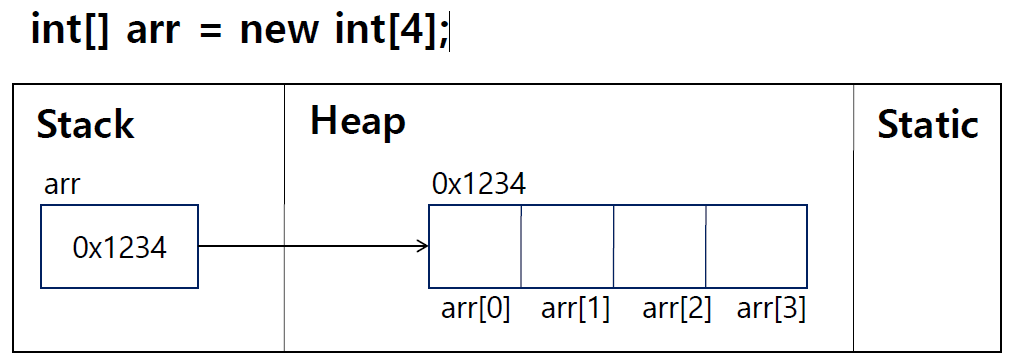 int[] arr = new int[4];
Stack
Heap
Static
arr
0x1234
0x1234
arr[0] arr[1] arr[2] arr[3]